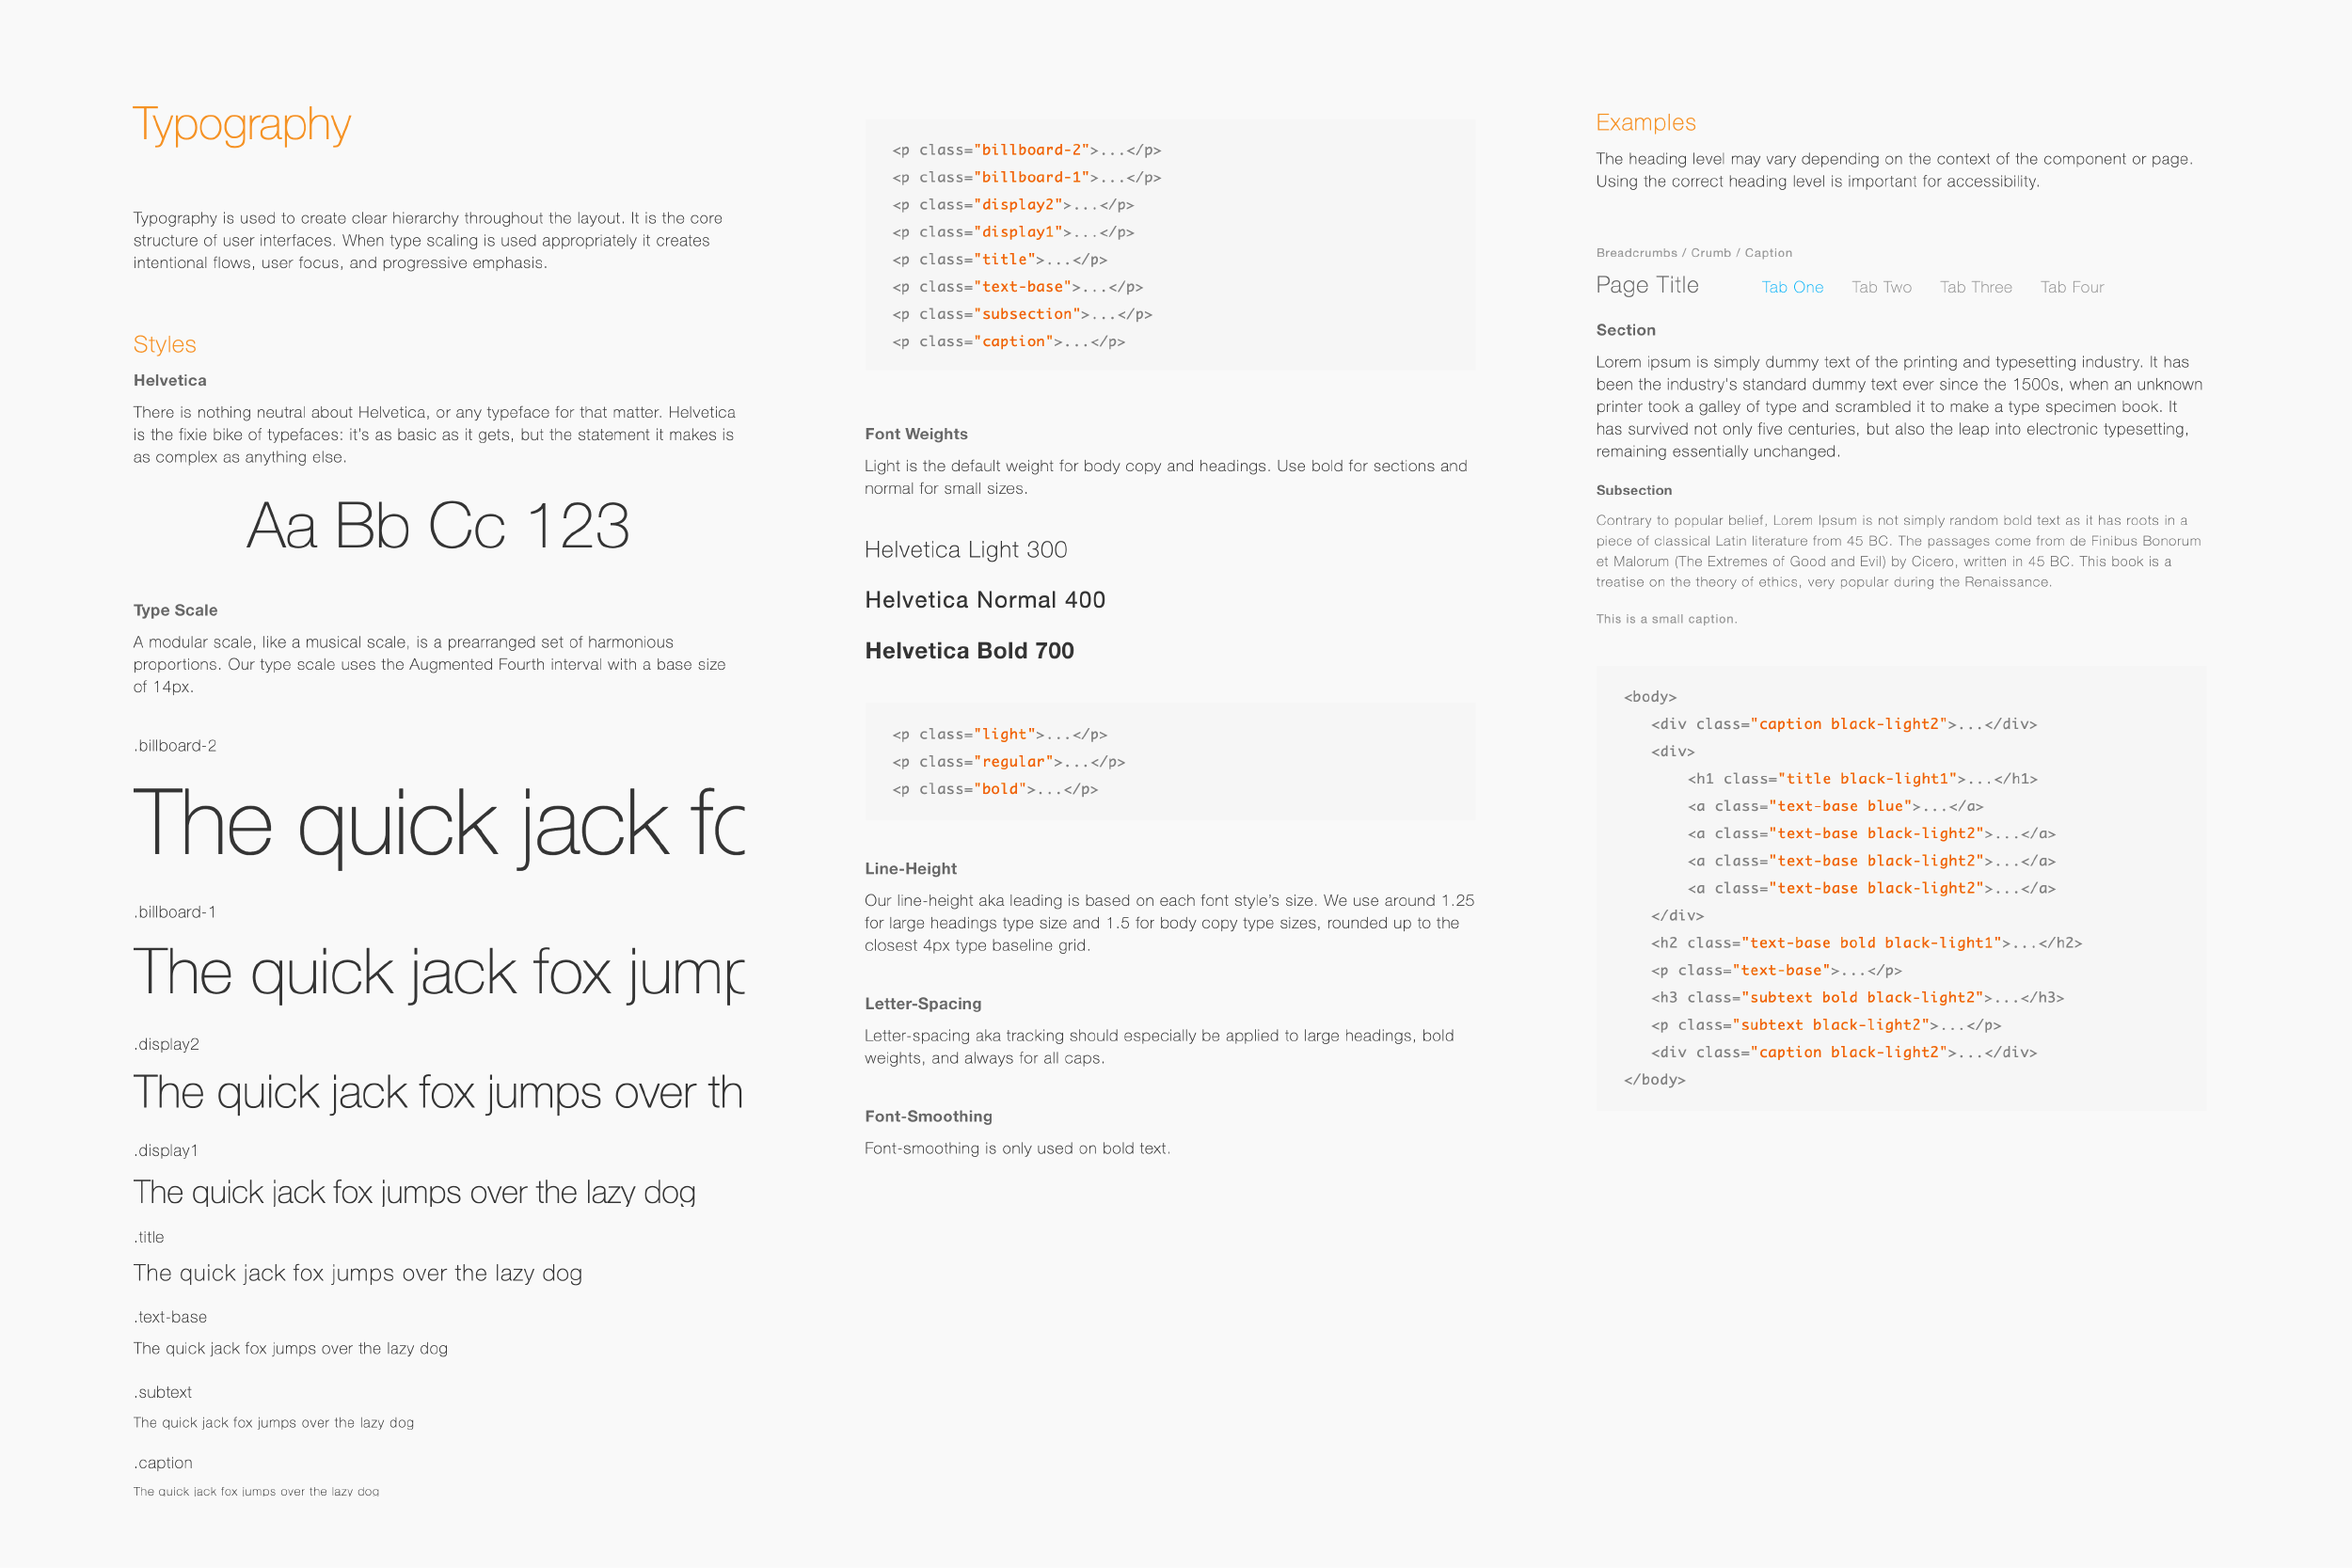 Typography
Typography is used to create clear hierarchy throughout the layout. It is the core
structure of user interfaces. When type scaling is used appropriately it creates
intentional flows, user focus, and progressive emphasis.
Styles
Helvetica
There is nothing neutral about Helvetica, or any typeface for that matter. Helvetica
is the fixie bike of typefaces: it’s as basic as it gets, but the statement it makes is
as complex as anything else.
Aa Bb Cc 123
Type Scale
A modular scale, like a musical scale, is a prearranged set of harmonious
proportions. Our type scale uses the Augmented Fourth interval with a base size
of 14px.
.billboard-2
The quick jack fo
.billboard-1
The quick jack fox jump
.display2
The quick jack fox jumps over th
.display1
The quick jack fox jumps over the lazy dog
.title
The quick jack fox jumps over the lazy dog
.text-base
The quick jack fox jumps over the lazy dog
.subtext
The quick jack fox jumps over the lazy dog
.caption
The quick jack fox jumps over the lazy dog
<p class="billboard-2">...</p>
<p class="billboard-1">...</p>
<p class="display2">...</p>
<p class="display1">...</p>
<p class="title">...</p>
<p class="text-base">...</p>
<p class="subsection">...</p>
<p class="caption">...</p>
Font Weights
Light is the default weight for body copy and headings. Use bold for sections and
normal for small sizes.
Helvetica Light 300
Helvetica Normal 400
Helvetica Bold 700
<p class="light">...</p>
<p class="regular">...</p>
<p class="bold">...</p>
Line-Height
Our line-height aka leading is based on each font style’s size. We use around 1.25
for large headings type size and 1.5 for body copy type sizes, rounded up to the
closest 4px type baseline grid.
Letter-Spacing
Letter-spacing aka tracking should especially be applied to large headings, bold
weights, and always for all caps.
Font-Smoothing
Font-smoothing is only used on bold text.
Examples
The heading level may vary depending on the context of the component or page.
Using the correct heading level is important for accessibility.
Breadcrumbs / Crumb / Caption
Page Title Tab One Tab Two Tab Three Tab Four
Section
Lorem ipsum is simply dummy text of the printing and typesetting industry. It has
been the industry's standard dummy text ever since the 1500s, when an unknown
printer took a galley of type and scrambled it to make a type specimen book. It
has survived not only five centuries, but also the leap into electronic typesetting,
remaining essentially unchanged.
Subsection
Contrary to popular belief, Lorem Ipsum is not simply random bold text as it has roots in a
piece of classical Latin literature from 45 BC. The passages come from de Finibus Bonorum
et Malorum (The Extremes of Good and Evil) by Cicero, written in 45 BC. This book is a
treatise on the theory of ethics, very popular during the Renaissance.
This is a small caption.
<body>
<div class="caption black-light2">...</div>
<div>
<h1 class="title black-light1">...</h1>
<a class="text-base blue">...</a>
<a class="text-base black-light2">...</a>
<a class="text-base black-light2">...</a>
<a class="text-base black-light2">...</a>
</div>
<h2 class="text-base bold black-light1">...</h2>
<p class="text-base">...</p>
<h3 class="subtext bold black-light2">...</h3>
<p class="subtext black-light2">...</p>
<div class="caption black-light2">...</div>
</body>